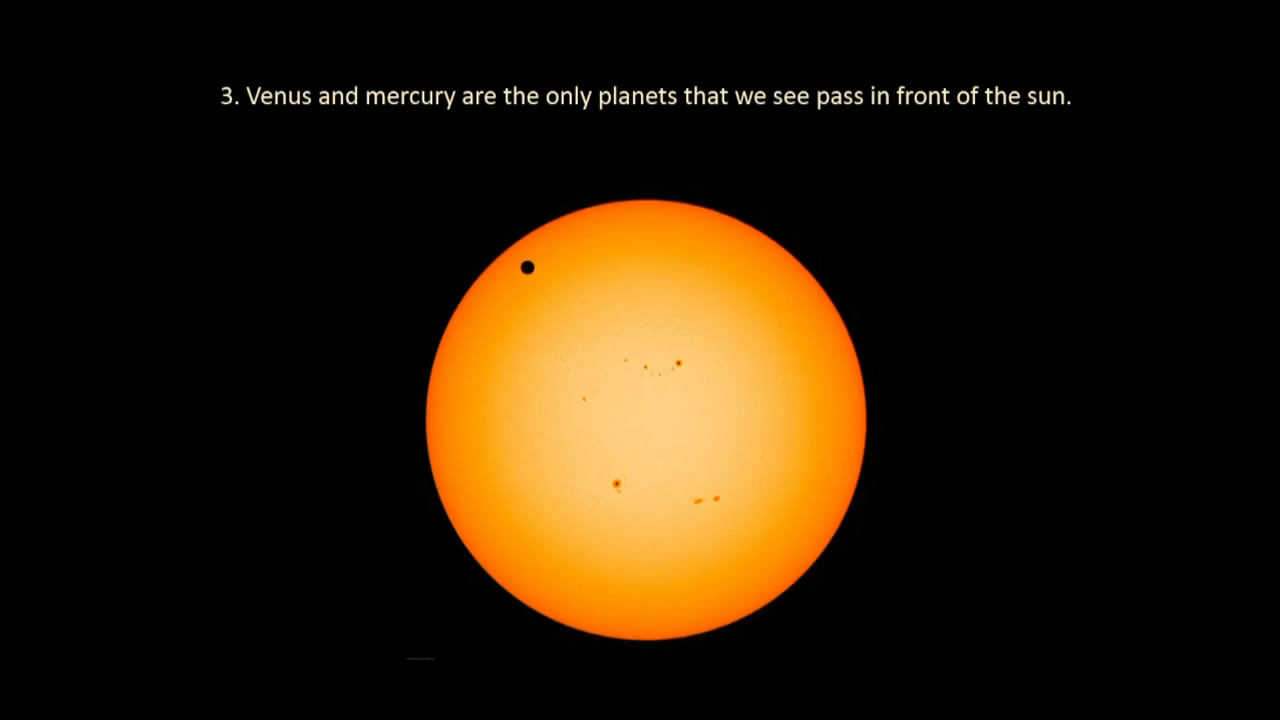 3. Venus and mercury are the only planets that we see pass in front of the sun.